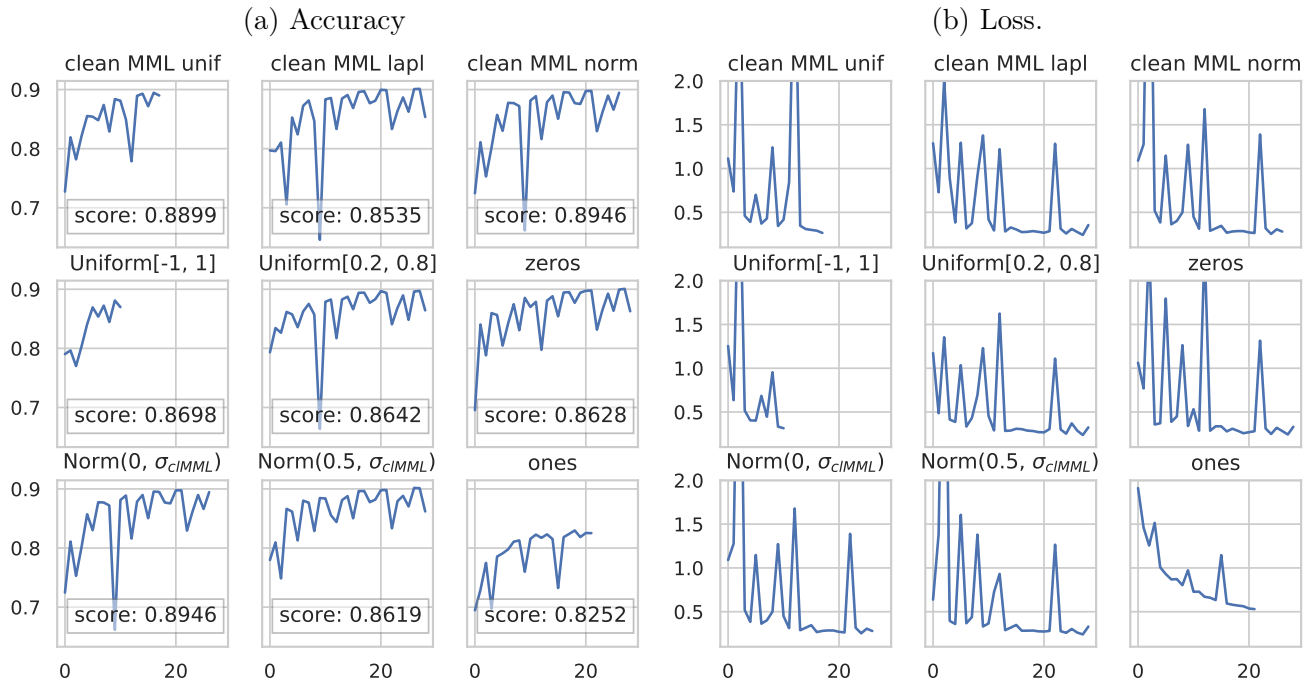 (a) Accuracy
(b) Loss.
clean MML unif
clean MML lapl
clean MML norm
clean MML unif
clean MML lapl
clean MML norm
0.9
0.8
0.7
score: 0.8899
score: 0.8535
score: 0.8946
2.0
1.5
1.0
0.5
Uniform[-1, 1]
Uniform[0.2, 0.8]
zeros
Uniform[-1, 1]
Uniform[0.2, 0.8]
zeros
0.9
0.8
0.7
score: 0.8698
score: 0.8642
score: 0.8628
2.0
1.5
1.0
0.5
Norm(0, σclMML)
Norm(0.5, σclMML)
ones
Norm(0, σclMML)
Norm(0.5, σclMML)
ones
0.9
0.8
0.7
score: 0.8946
score: 0.8619
score: 0.8252
2.0
1.5
1.0
0.5
0 20
0 20
0 20
0 20
0 20
0 20